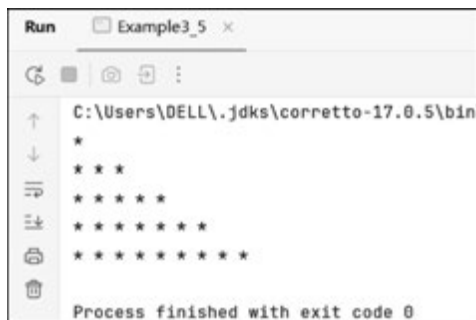 Run Example3_5 ×
C:\Users\DELL\.jdks\corretto-17.0.5\bin
*
* * *
* * * * *
* * * * * * *
* * * * * * * * *
Process finished with exit code 0